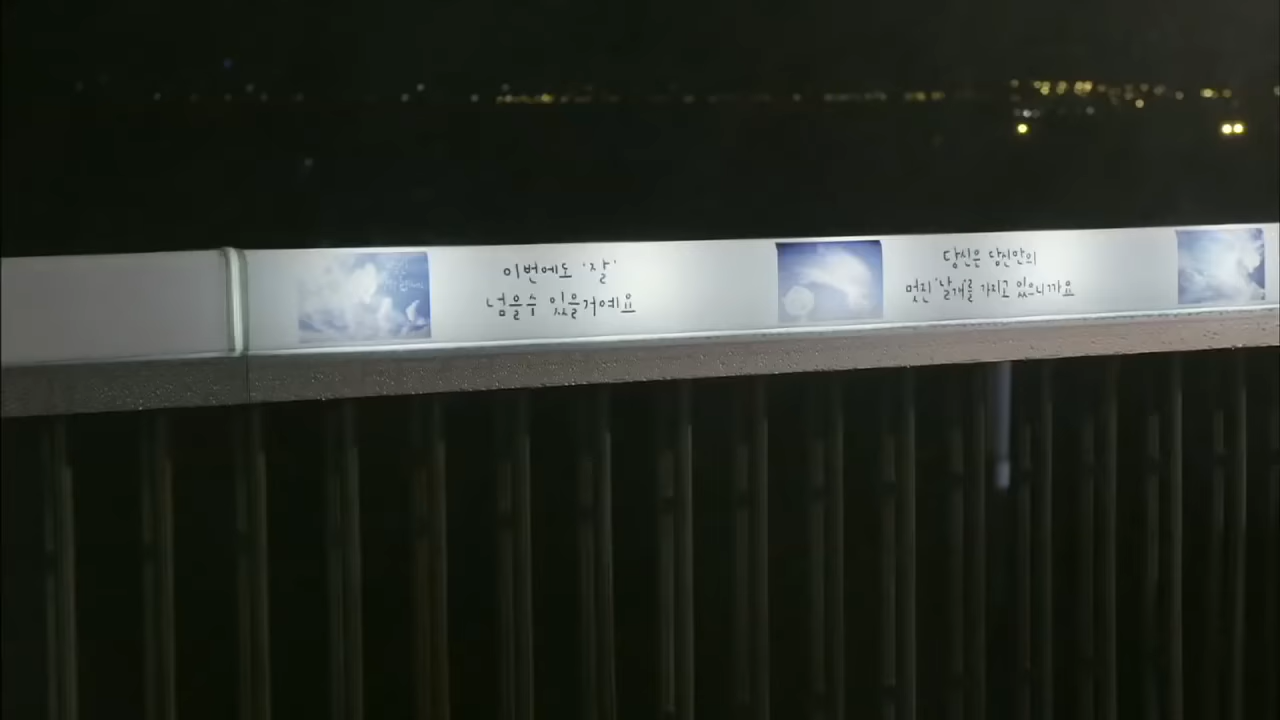 이번에도 '잘'
넘을수 있을거예요
당신은 당신만의
멋진 '날개'를 가지고 있으니까요